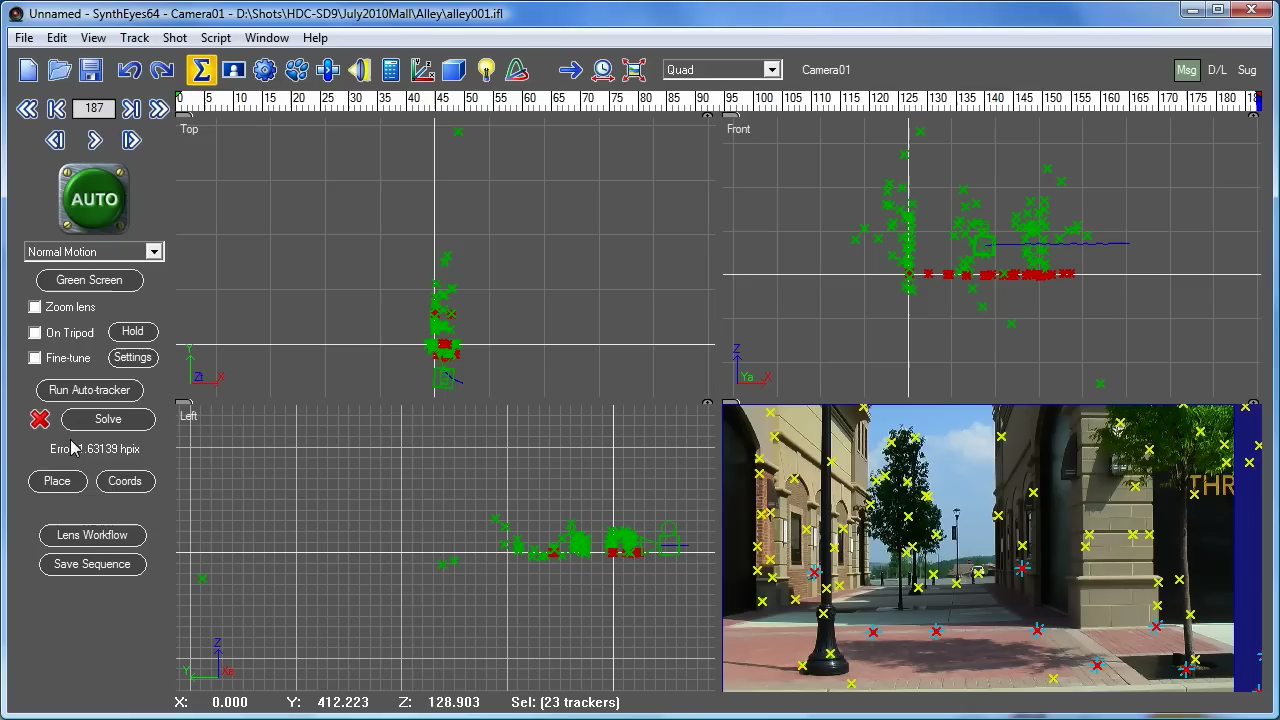 Unnamed - SynthEyes64 - Camera01 - D:\Shots\HDC-SD9\July2010Mall\Alley\alley001.ifl
File Edit View Track Shot Script Window Help
Quad Camera01 Msg D/L Sug
187
0 5 10 15 20 25 30 35 40 45 50 55 60 65 70 75 80 85 90 95 100 105 110 115 120 125 130 135 140 145 150 155 160 165 170 175 180
AUTO
Normal Motion
Green Screen
Zoom lens
On Tripod Hold
Fine-tune Settings
Run Auto-tracker
Solve
Place Coords
Lens Workflow
Save Sequence
Top
Y
X
Front
Z
Ya X
Left
Z
Y
THR
X: 0.000 Y: 412.223 Z: 128.903 Sel: (23 trackers)